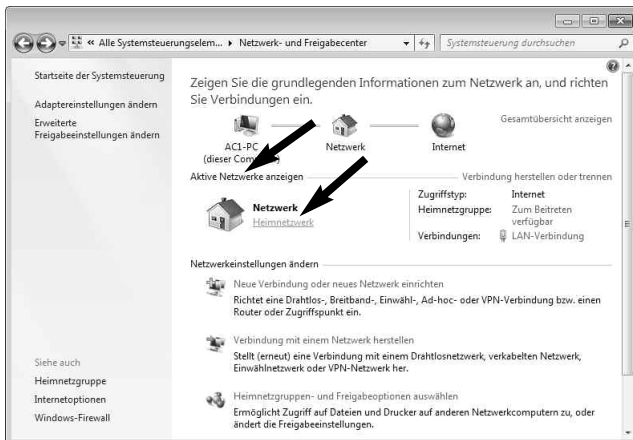 « Alle Systemsteuerungselem... ▸ Netzwerk- und Freigabecenter
Systemsteuerung durchsuchen
Startseite der Systemsteuerung
Adaptereinstellungen ändern
Erweiterte
Freigabeeinstellungen ändern
Zeigen Sie die grundlegenden Informationen zum Netzwerk an, und richten
Sie Verbindungen ein.
Gesamtübersicht anzeigen
AC1-PC
(dieser
Netzwerk
Internet
Aktive Netzwerke anzeigen
Verbindung herstellen oder trennen
Netzwerk
Heimnetzwerk
Zugriffstyp: Internet
Heimnetzgruppe: Zum Beitreten
verfügbar
Verbindungen: LAN-Verbindung
Netzwerkeinstellungen ändern
Neue Verbindung oder neues Netzwerk einrichten
Richtet eine Drahtlos-, Breitband-, Einwähl-, Ad-hoc- oder VPN-Verbindung bzw. einen
Router oder Zugriffspunkt ein.
Verbindung mit einem Netzwerk herstellen
Stellt (erneut) eine Verbindung mit einem Drahtlosnetzwerk, verkabelten Netzwerk,
Einwählnetzwerk oder VPN-Netzwerk her.
Heimnetzgruppen- und Freigabeoptionen auswählen
Ermöglicht Zugriff auf Dateien und Drucker auf anderen Netzwerkcomputern zu, oder
ändert die Freigabeeinstellungen.
Siehe auch
Heimnetzgruppe
Internetoptionen
Windows-Firewall